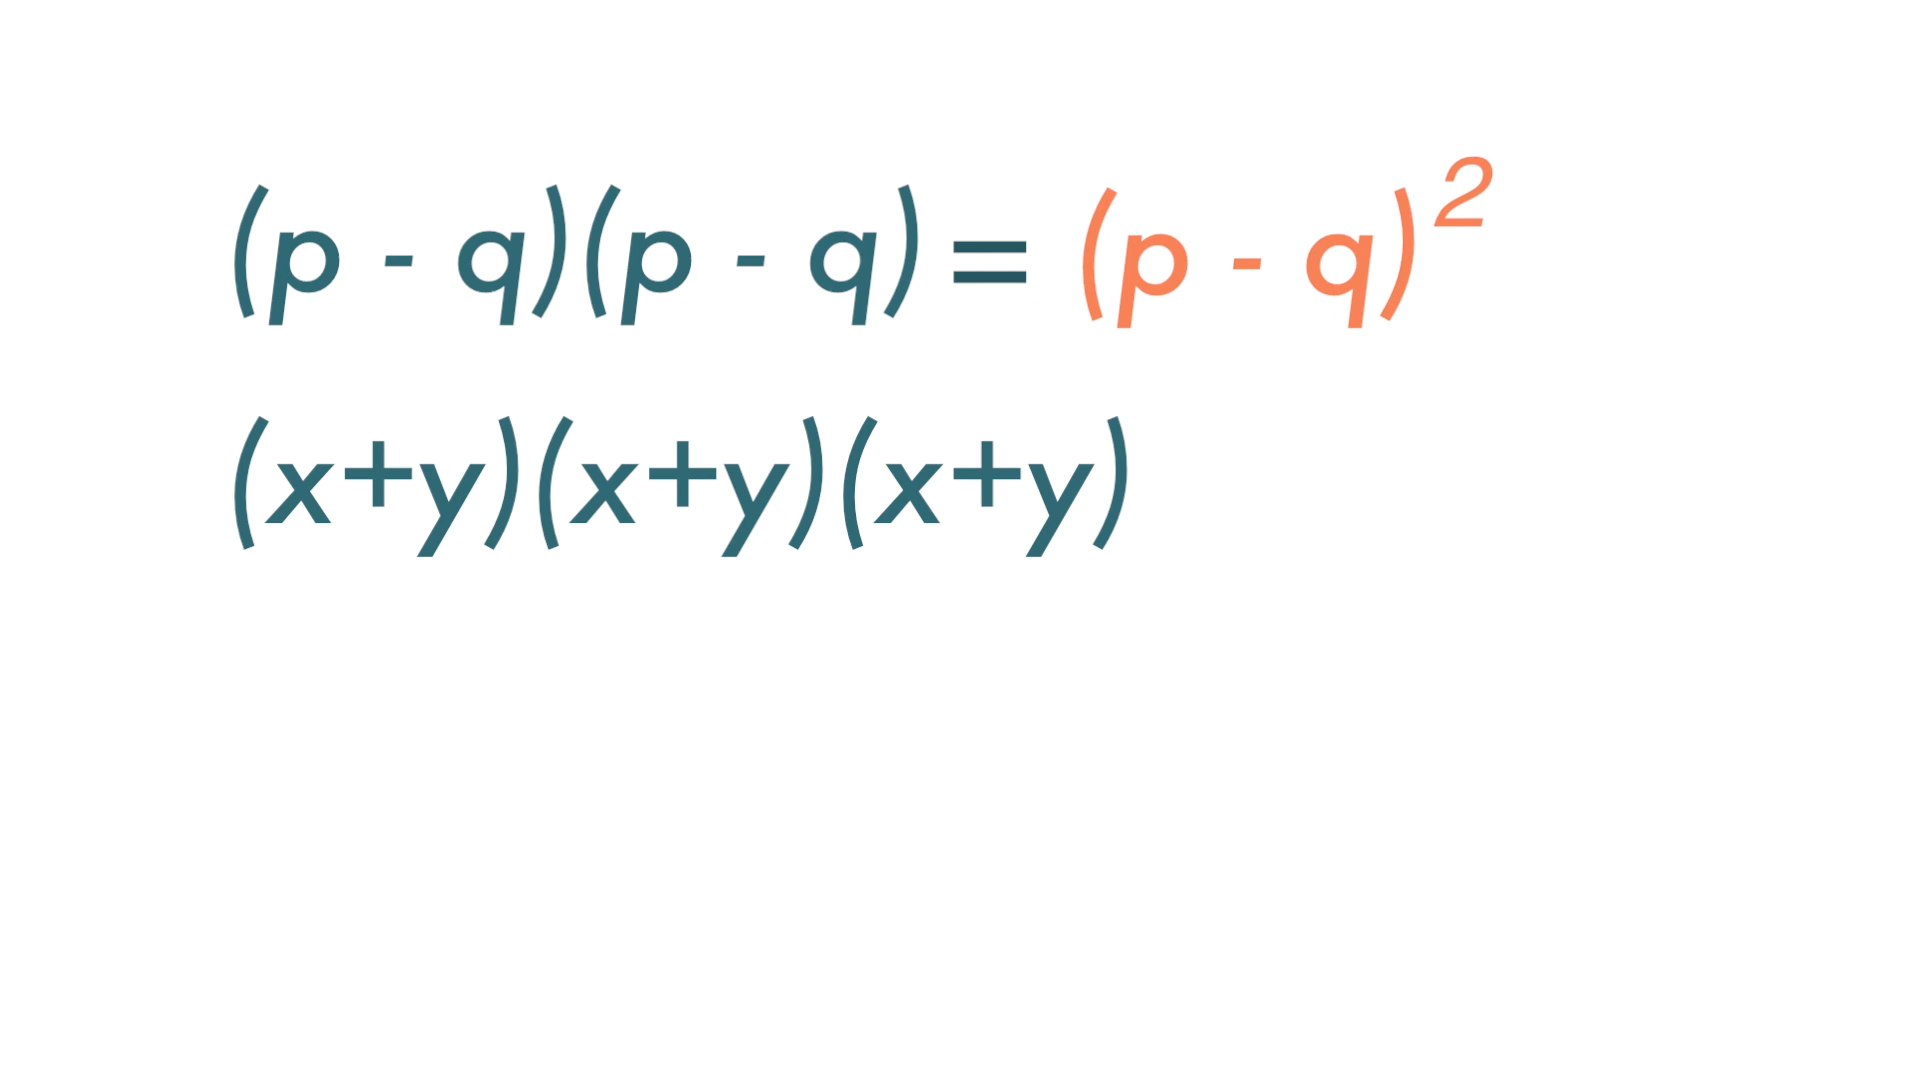 (p - q)(p - q) = (p - q)²
(x+y)(x+y)(x+y)